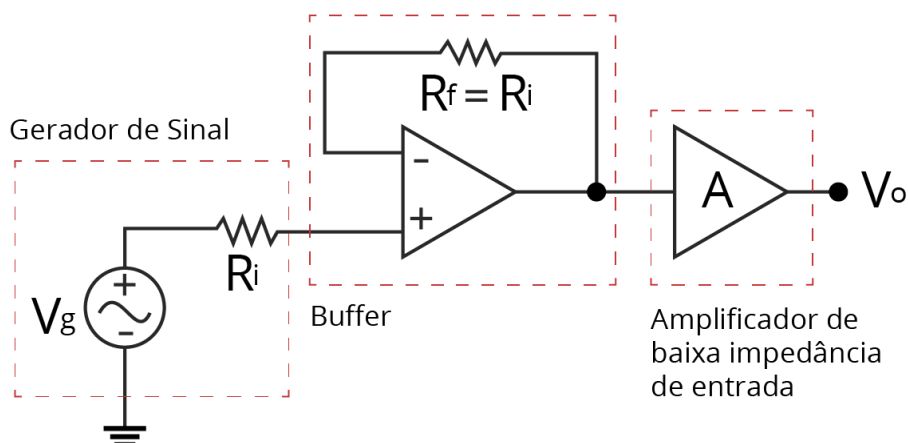 Rf = Ri
Gerador de Sinal
-
A
Vo
+
Ri
+
Vg
-
Buffer
Amplificador de
baixa impedância
de entrada